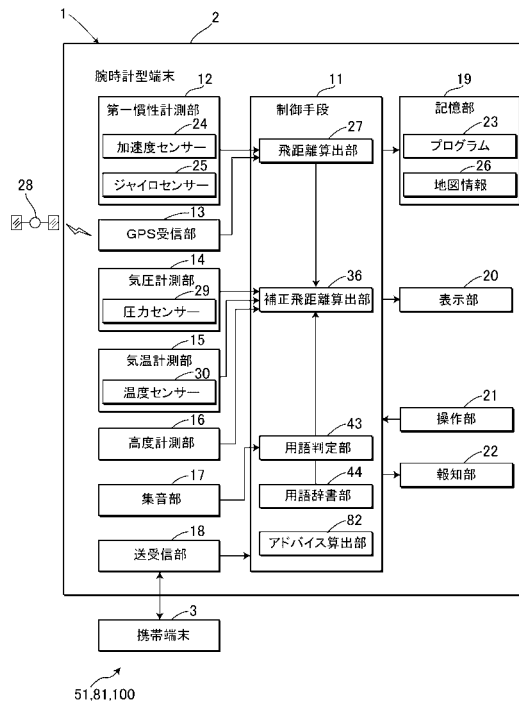 1
2
腕時計型端末
12
第一慣性計測部
24
加速度センサー
25
ジャイロセンサー
28
13
GPS受信部
14
気圧計測部
29
圧力センサー
15
気温計測部
30
温度センサー
16
高度計測部
17
集音部
18
送受信部
11
制御手段
27
飛距離算出部
36
補正飛距離算出部
43
用語判定部
44
用語辞書部
82
アドバイス算出部
19
記憶部
23
プログラム
26
地図情報
20
表示部
21
操作部
22
報知部
3
携帯端末
51,81,100